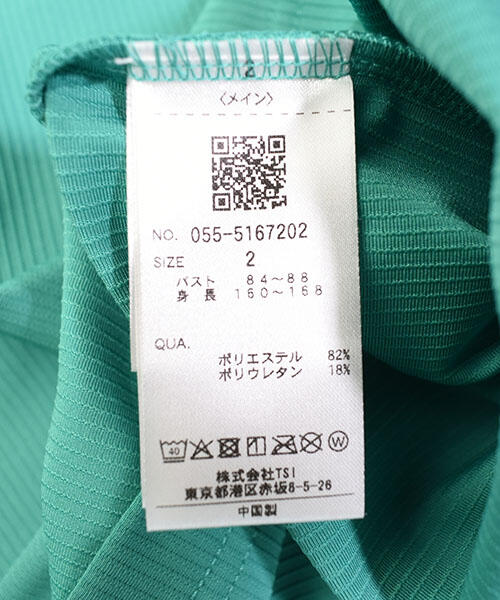 2
〈メイン〉
NO. 055-5167202
SIZE 2
バスト 84〜88
身長 160〜168
QUA.
ポリエステル 82%
ポリウレタン 18%
40 W
株式会社TSI
東京都港区赤坂8-5-26
中国製